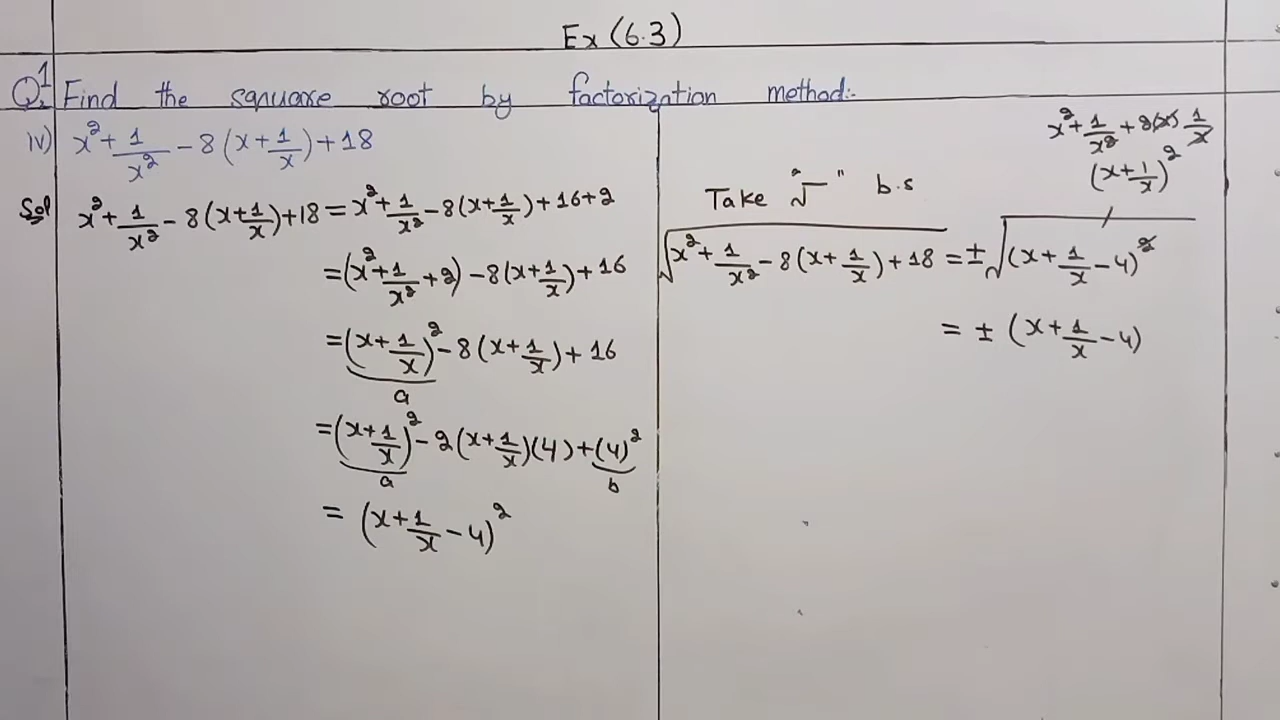 Ex (6.3)
Q1. Find the sqnuare root by factorization method:-
iv) x² + 1/x² - 8(x + 1/x) + 18
Sol x² + 1/x² - 8(x + 1/x) + 18 = x² + 1/x² - 8(x + 1/x) + 16 + 2
= (x² + 1/x² + 2) - 8(x + 1/x) + 16
= (x + 1/x)² - 8(x + 1/x) + 16
a
= (x + 1/x)² - 2(x + 1/x)(4) + (4)²
a b
= (x + 1/x - 4)²
x² + 1/x² + 2(x) 1/x
(x + 1/x)²
Take "√‾" b.s
√(x² + 1/x² - 8(x + 1/x) + 18) = ± √((x + 1/x - 4)²)
= ± (x + 1/x - 4)